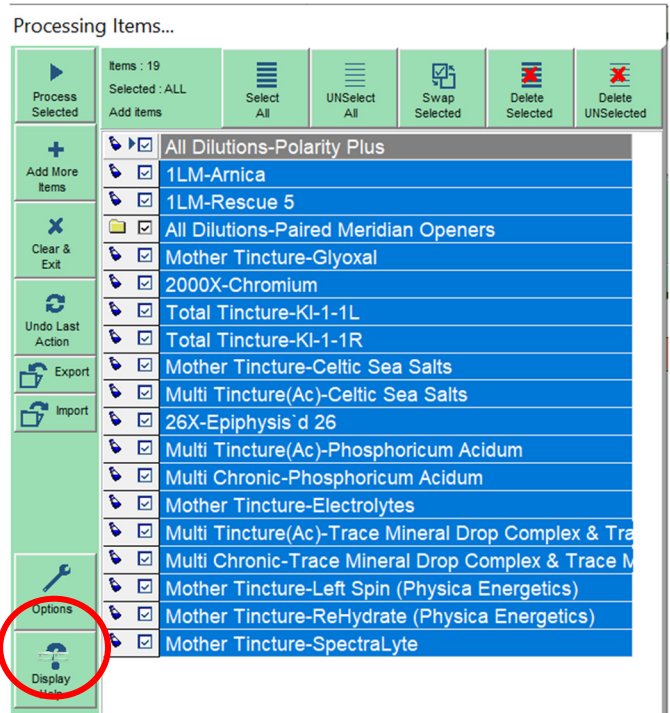 Processing Items...
Process
Selected
Items : 19
Selected : ALL
Add items
Select
All
UNSelect
All
Swap
Selected
Delete
Selected
Delete
UNSelected
Add More
Items
Clear &
Exit
Undo Last
Action
Export
Import
Options
Display
Help
All Dilutions-Polarity Plus
1LM-Arnica
1LM-Rescue 5
All Dilutions-Paired Meridian Openers
Mother Tincture-Glyoxal
2000X-Chromium
Total Tincture-KI-1-1L
Total Tincture-KI-1-1R
Mother Tincture-Celtic Sea Salts
Multi Tincture(Ac)-Celtic Sea Salts
26X-Epiphysis`d 26
Multi Tincture(Ac)-Phosphoricum Acidum
Multi Chronic-Phosphoricum Acidum
Mother Tincture-Electrolytes
Multi Tincture(Ac)-Trace Mineral Drop Complex & Tra
Multi Chronic-Trace Mineral Drop Complex & Trace M
Mother Tincture-Left Spin (Physica Energetics)
Mother Tincture-ReHydrate (Physica Energetics)
Mother Tincture-SpectraLyte